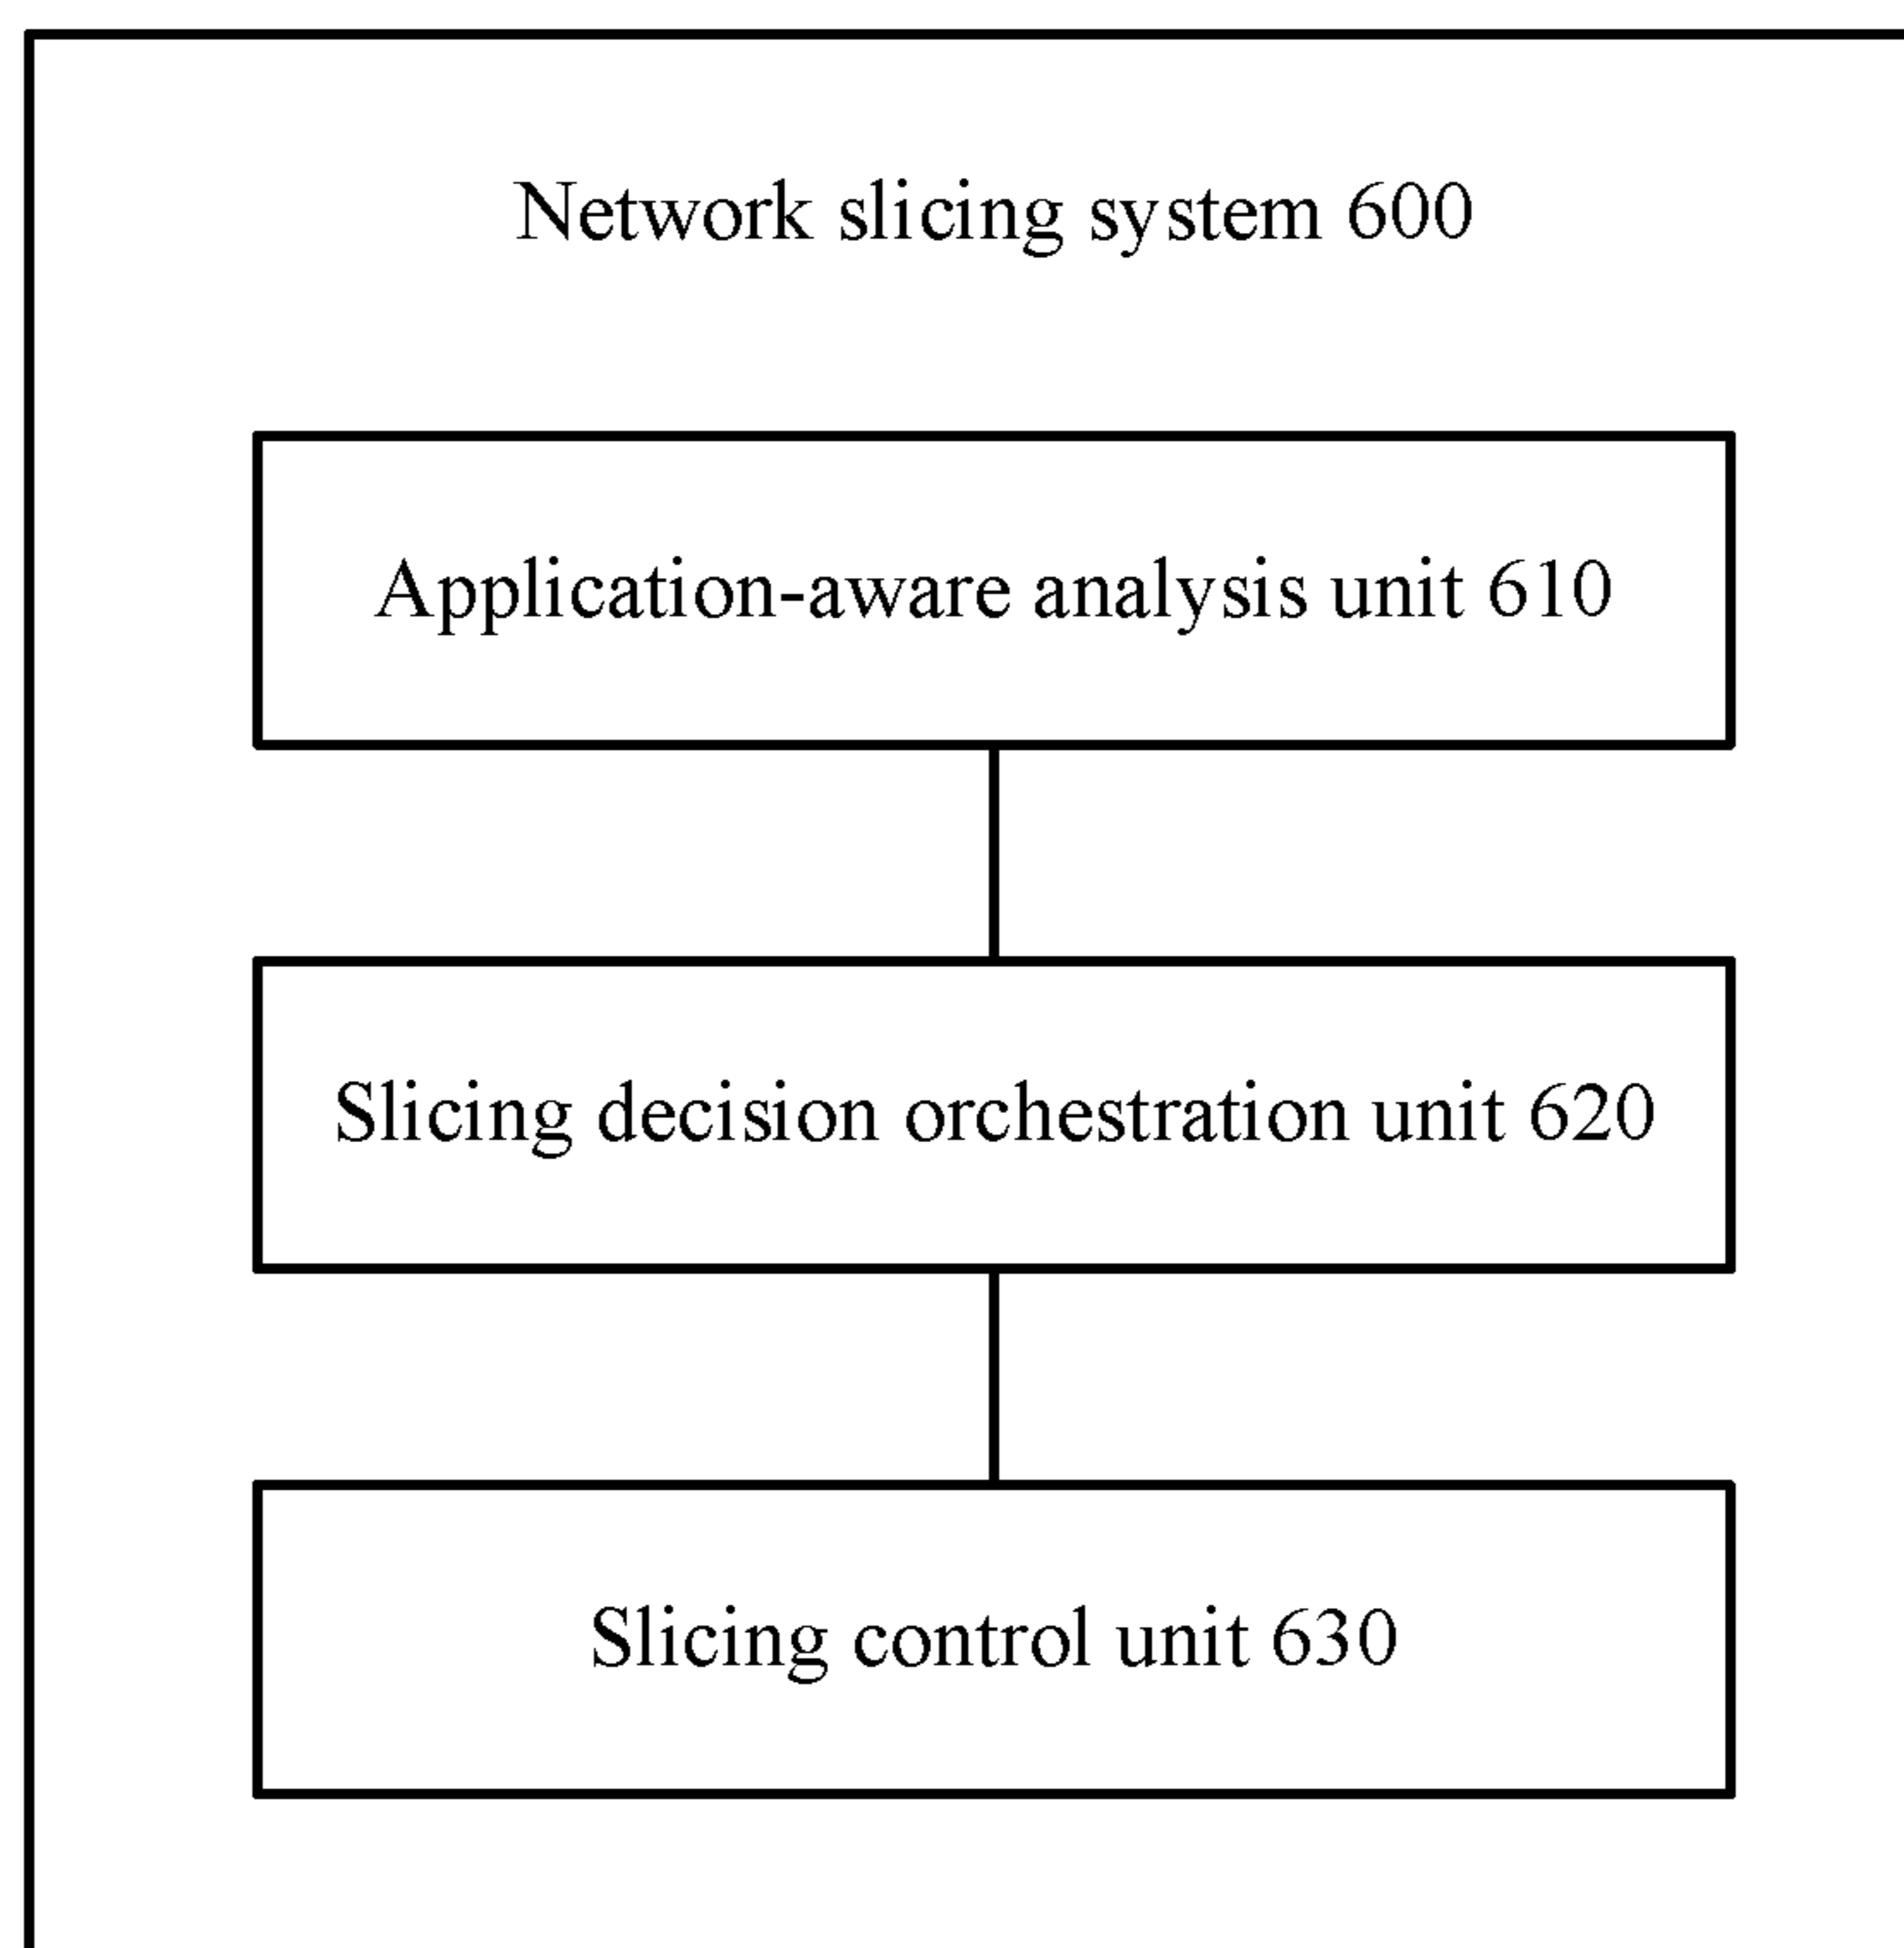 Network slicing system 600
Application-aware analysis unit 610
Slicing decision orchestration unit 620
Slicing control unit 630